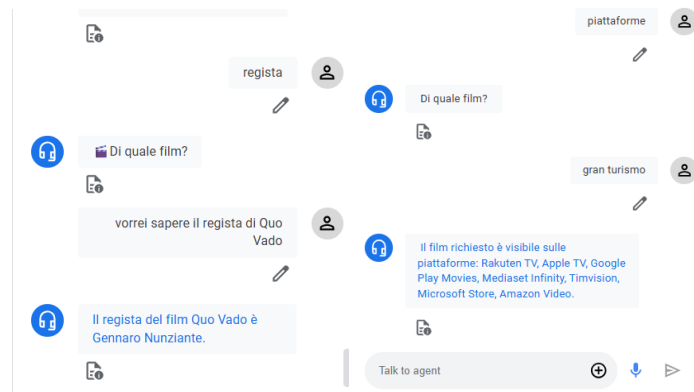 regista
Di quale film?
vorrei sapere il regista di Quo
Vado
Il regista del film Quo Vado è
Gennaro Nunziante.
piattaforme
Di quale film?
gran turismo
Il film richiesto è visibile sulle
piattaforme: Rakuten TV, Apple TV, Google
Play Movies, Mediaset Infinity, Timvision,
Microsoft Store, Amazon Video.
Talk to agent